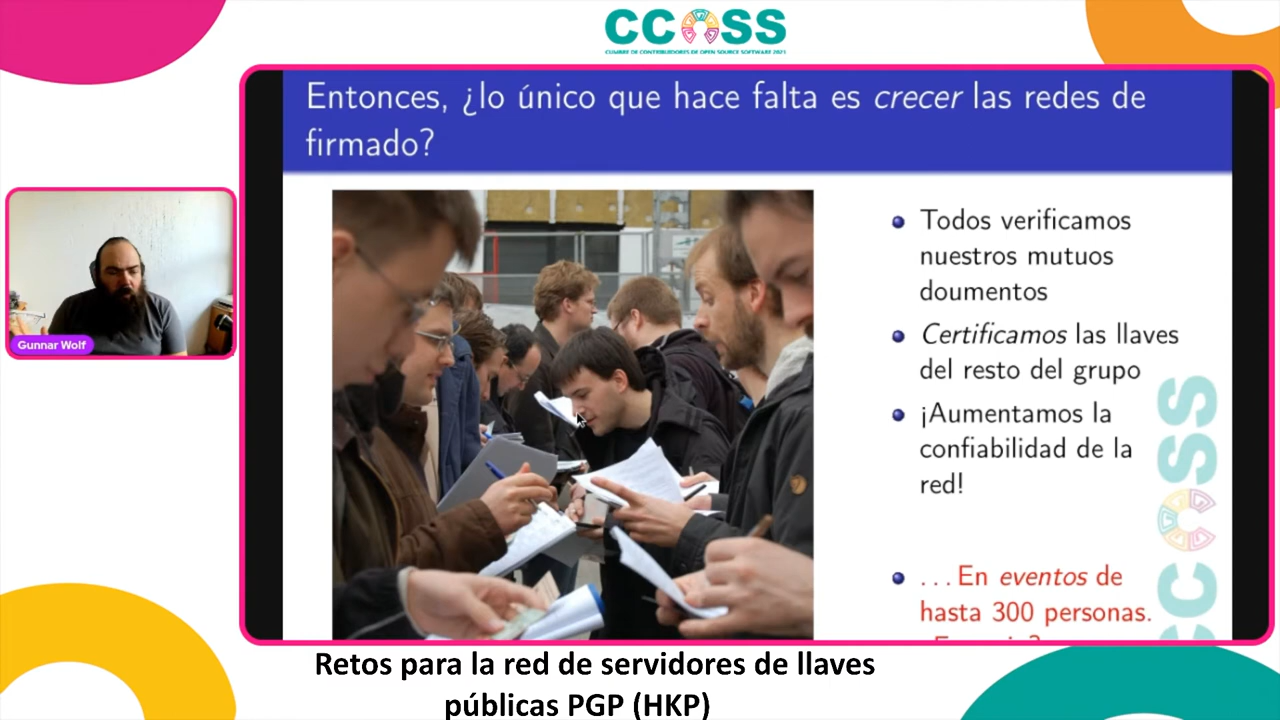 CCOSS
CUMBRE DE CONTRIBUIDORES DE OPEN SOURCE SOFTWARE 2021
Entonces, ¿lo único que hace falta es crecer las redes de
firmado?
Todos verificamos
nuestros mutuos
doumentos
Certificamos las llaves
del resto del grupo
¡Aumentamos la
confiabilidad de la
red!
...En eventos de
hasta 300 personas.
Gunnar Wolf
CCOSS
Retos para la red de servidores de llaves
públicas PGP (HKP)